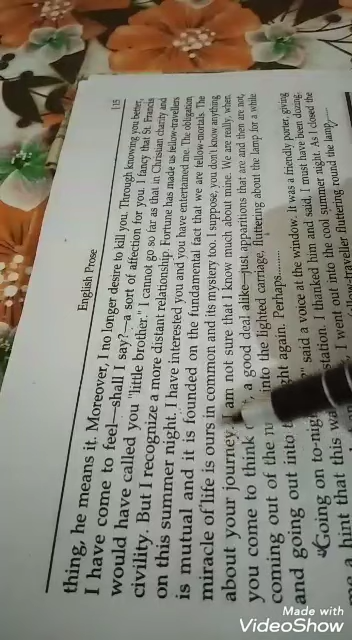 English Prose
115
thing, he means it. Moreover, I no longer desire to kill you. Through knowing you better,
I have come to feel—shall I say?—a sort of affection for you. I fancy that St. Francis
would have called you "little brother." I cannot go so far as that in Christian charity and
civility. But I recognize a more distant relationship. Fortune has made us fellow-travellers
on this summer night. I have interested you and you have entertained me. The obligation
is mutual and it is founded on the fundamental fact that we are fellow-mortals. The
miracle of life is ours in common and its mystery too. I suppose, you don't know anything
about your journey. I am not sure that I know much about mine. We are really, when
you come to think a good deal alike—just apparitions that are and then are not,
coming out of the into the lighted carriage, fluttering about the lamp for a while
and going out into again. Perhaps..........
"Going on to-nig said a voice at the window. It was a friendly porter, giving
me a hint that this wa station. I thanked him and said, I must have been dozing.
I went out into the cool summer night. As I closed the
traveller fluttering round the lamp
Made with
VideoShow